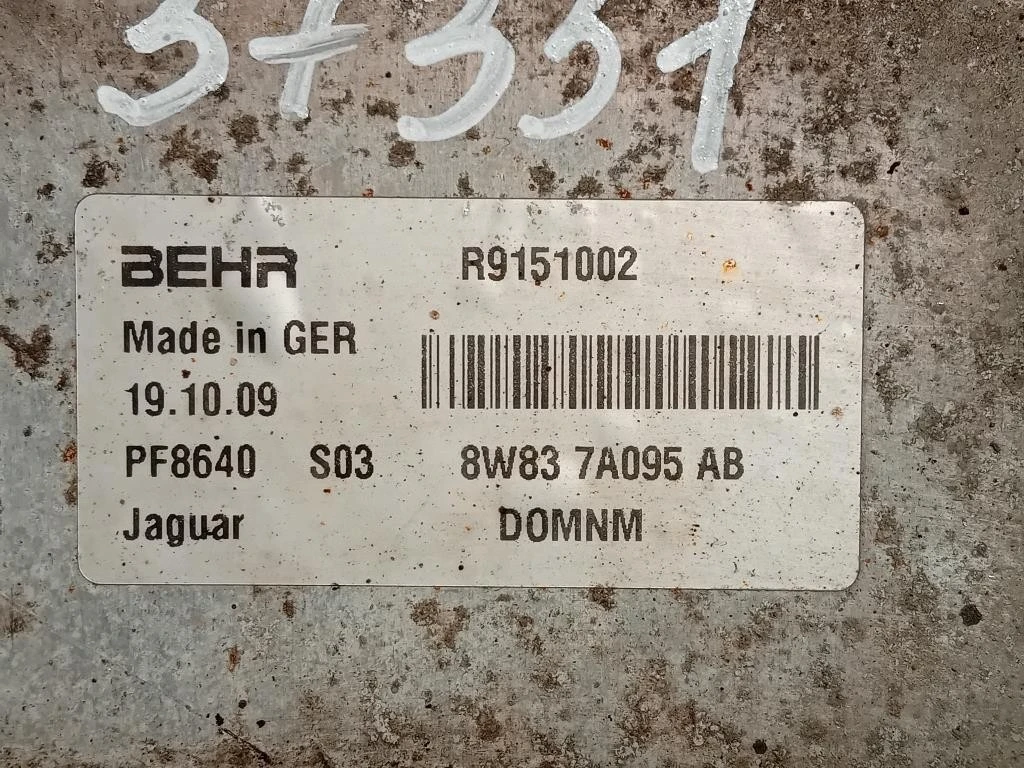 37331
BEHR R9151002
Made in GER
19.10.09
PF8640 S03 8W83 7A095 AB
Jaguar DOMNM